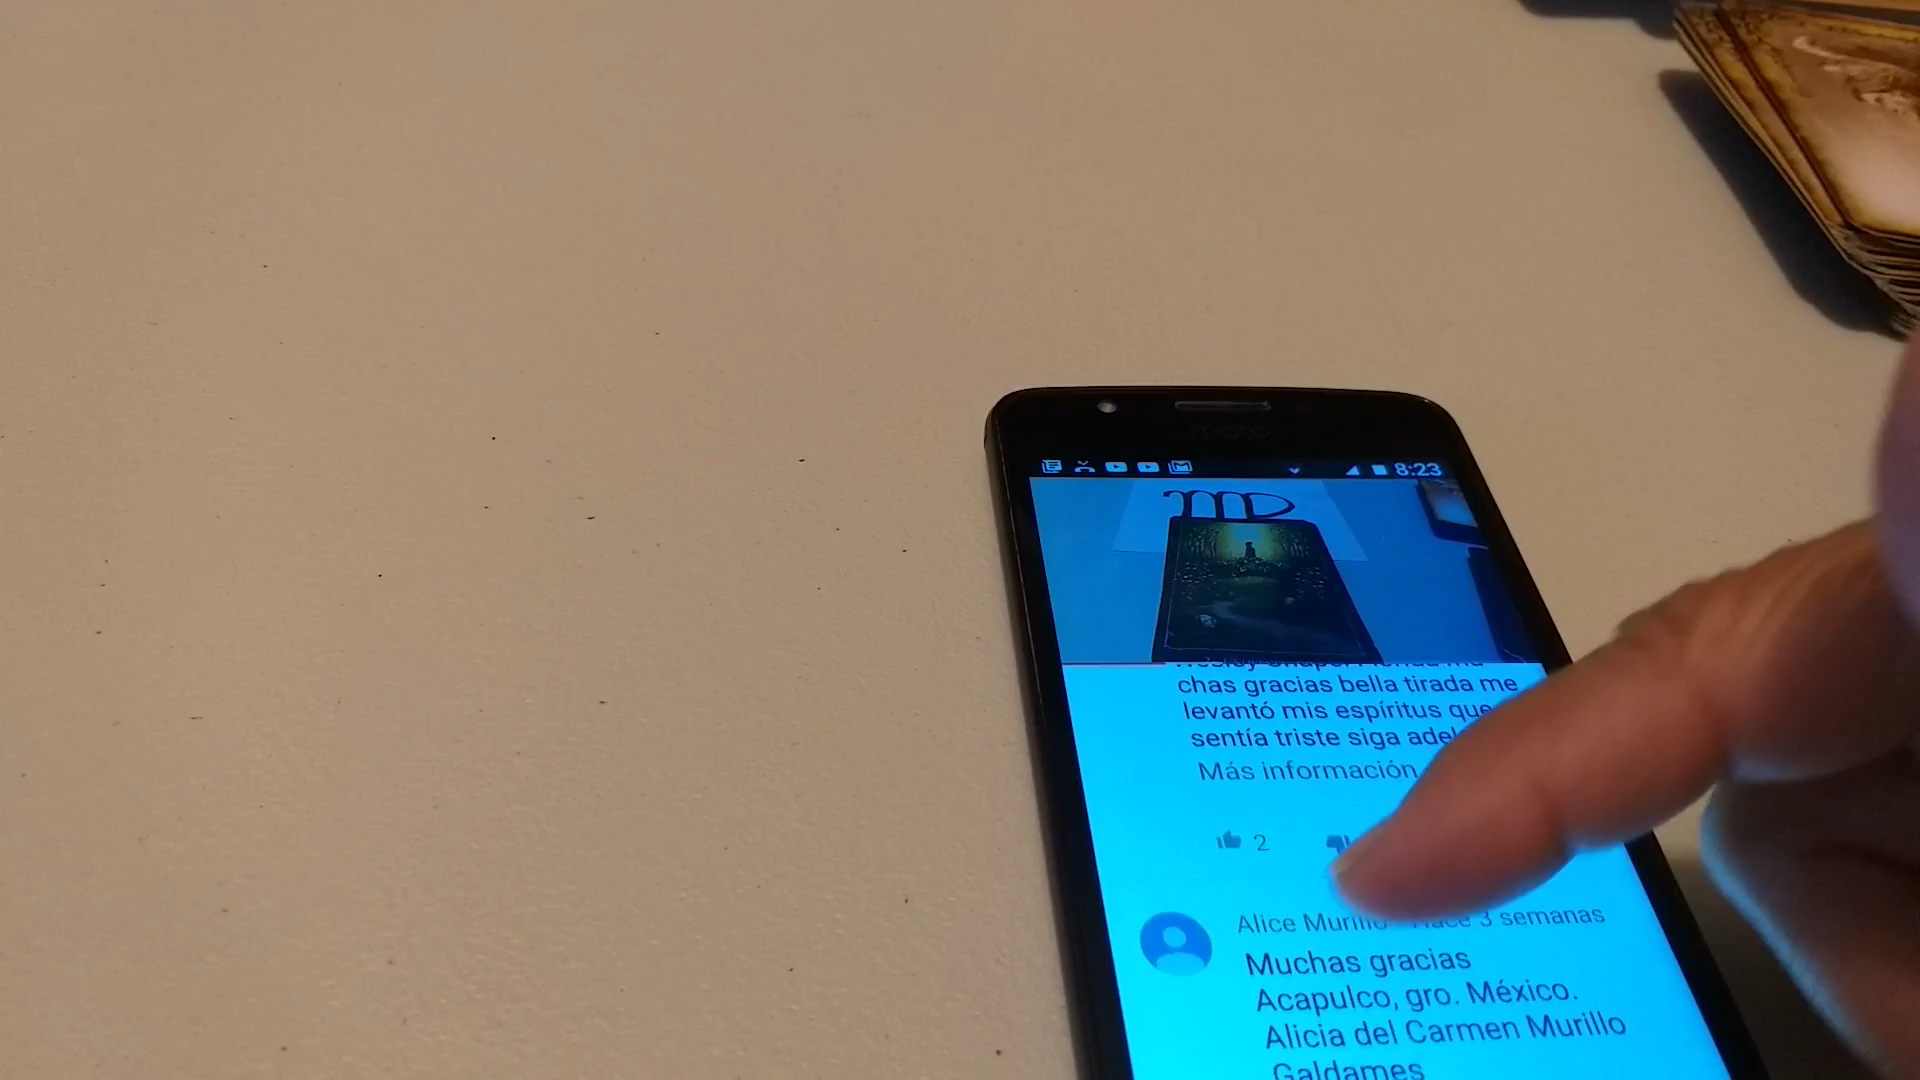 moto
8:23
chas gracias bella tirada me
levantó mis espíritus que
sentía triste siga
Más información
2
Alice Murillo Hace 3 semanas
Muchas gracias
Acapulco, gro. México.
Alicia del Carmen Murillo
Galdames